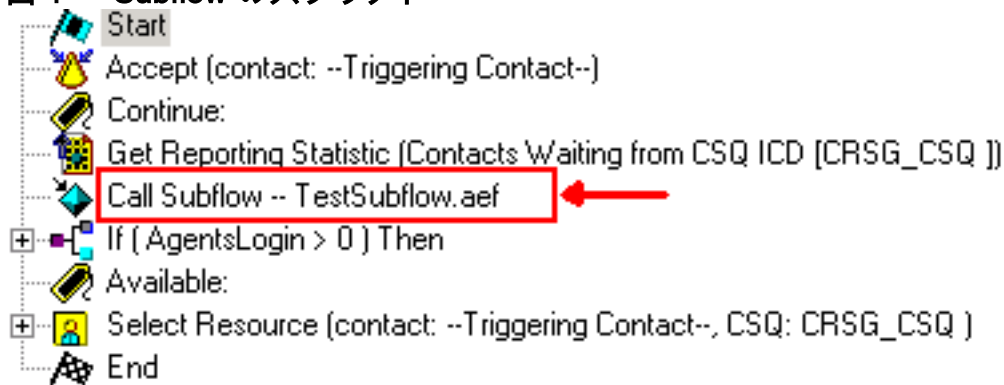 Start
Accept (contact: --Triggering Contact--)
Continue:
Get Reporting Statistic (Contacts Waiting from CSQ ICD [CRSG_CSQ ])
Call Subflow -- TestSubflow.aef
If ( AgentsLogin > 0 ) Then
Available:
Select Resource (contact: --Triggering Contact--, CSQ: CRSG_CSQ )
End